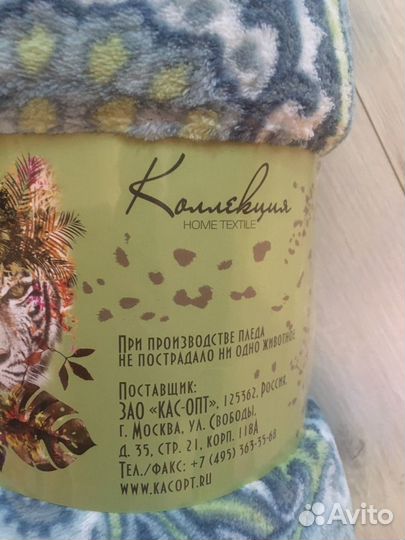 Коллекция
HOME TEXTILE
ПРИ ПРОИЗВОДСТВЕ ПЛЕДА
НЕ ПОСТРАДАЛО НИ ОДНО ЖИВОТНОЕ
ПОСТАВЩИК:
ЗАО «КАС-ОПТ», 125362, РОССИЯ,
Г. МОСКВА, УЛ. СВОБОДЫ,
Д. 35, СТР. 21, КОРП. 118А
ТЕЛ./ФАКС: +7 (495) 363-35-68
WWW.KACOPT.RU
Avito